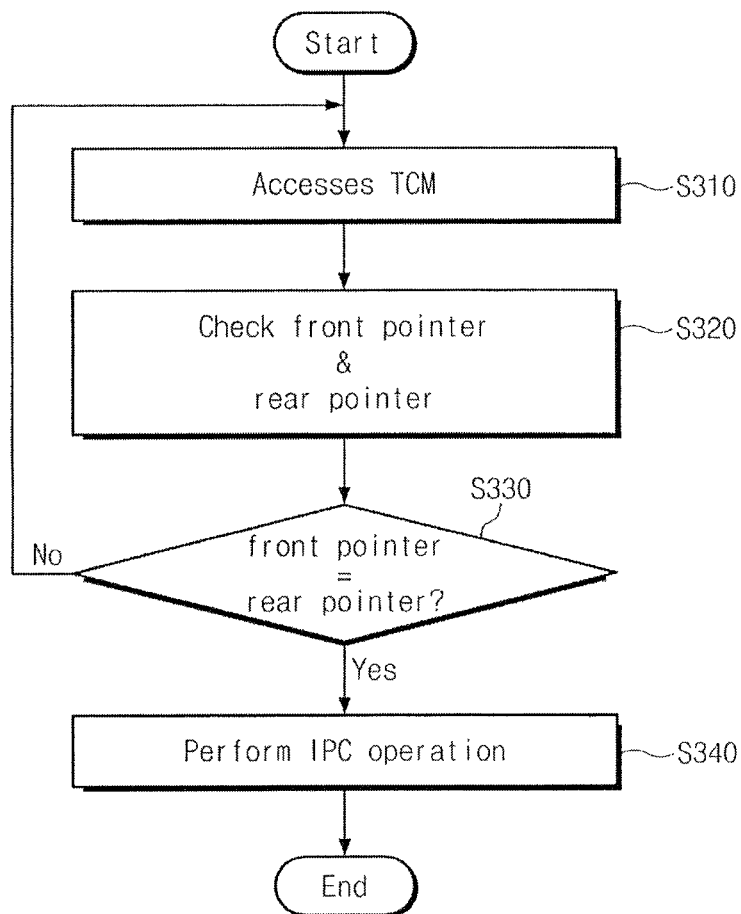 Start
Accesses TCM
S310
Check front pointer
&
rear pointer
S320
S330
front pointer
=
rear pointer?
No
Yes
Perform IPC operation
S340
End